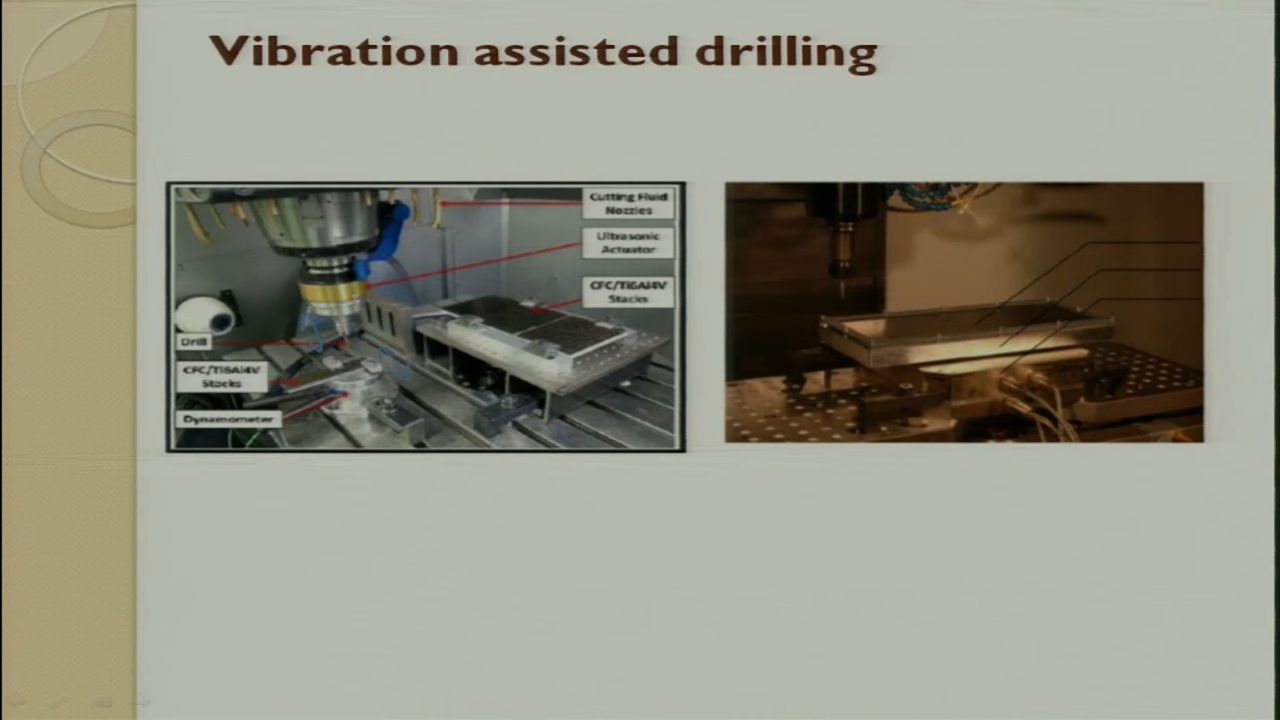 Vibration assisted drilling
Cutting Fluid
Nozzles
Ultrasonic
Actuator
CFC/Ti6Al4V
Stacks
Drill
CFC/Ti6Al4V
Stacks
Dynamometer